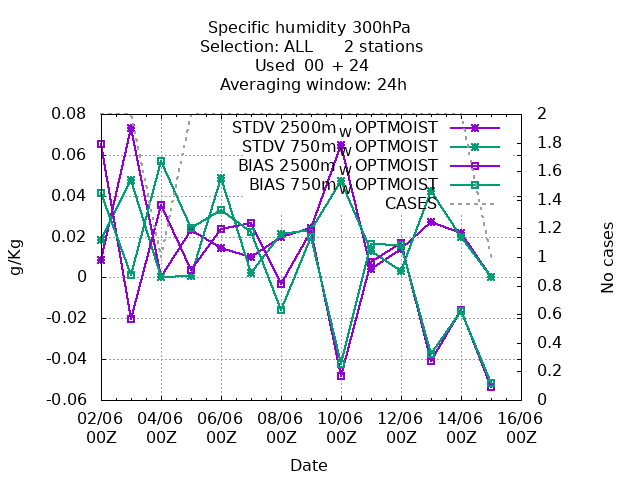 Specific humidity 300hPa
Selection: ALL 2 stations
Used 00 + 24
Averaging window: 24h
0.08
0.06
0.04
0.02
0
-0.02
-0.04
-0.06
g/Kg
STDV 2500m_W OPTMOIST
STDV 750m_W OPTMOIST
BIAS 2500m_W OPTMOIST
BIAS 750m_W OPTMOIST
CASES
2
1.8
1.6
1.4
1.2
1
0.8
0.6
0.4
0.2
0
No cases
02/06 04/06 06/06 08/06 10/06 12/06 14/06 16/06
00Z 00Z 00Z 00Z 00Z 00Z 00Z 00Z
Date